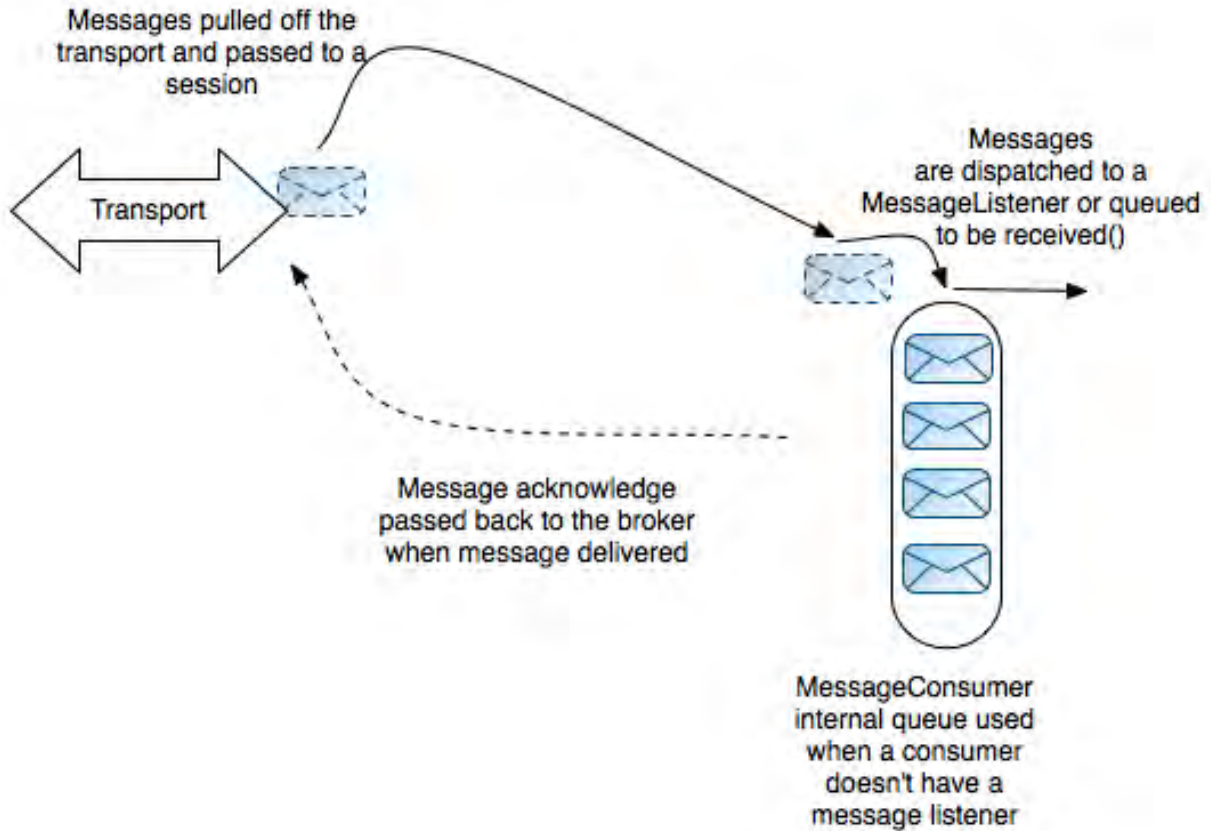 Messages pulled off the
transport and passed to a
session
Transport
Messages
are dispatched to a
MessageListener or queued
to be received()
Message acknowledge
passed back to the broker
when message delivered
MessageConsumer
internal queue used
when a consumer
doesn't have a
message listener